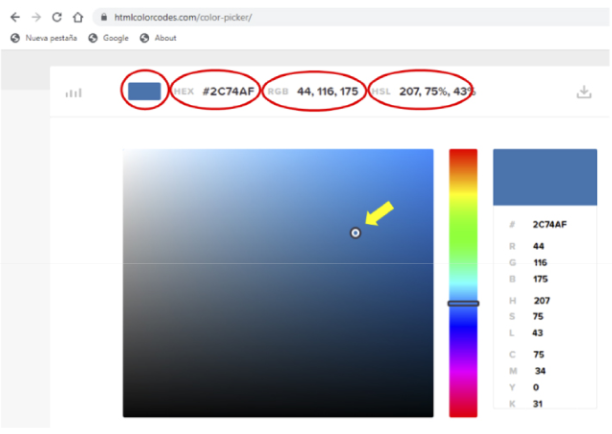 htmlcolorcodes.com/color-picker/
Nueva pestaña Google About
HEX #2C74AF RGB 44, 116, 175 HSL 207, 75%, 43%
# 2C74AF
R 44
G 116
B 175
H 207
S 75
L 43
C 75
M 34
Y 0
K 31